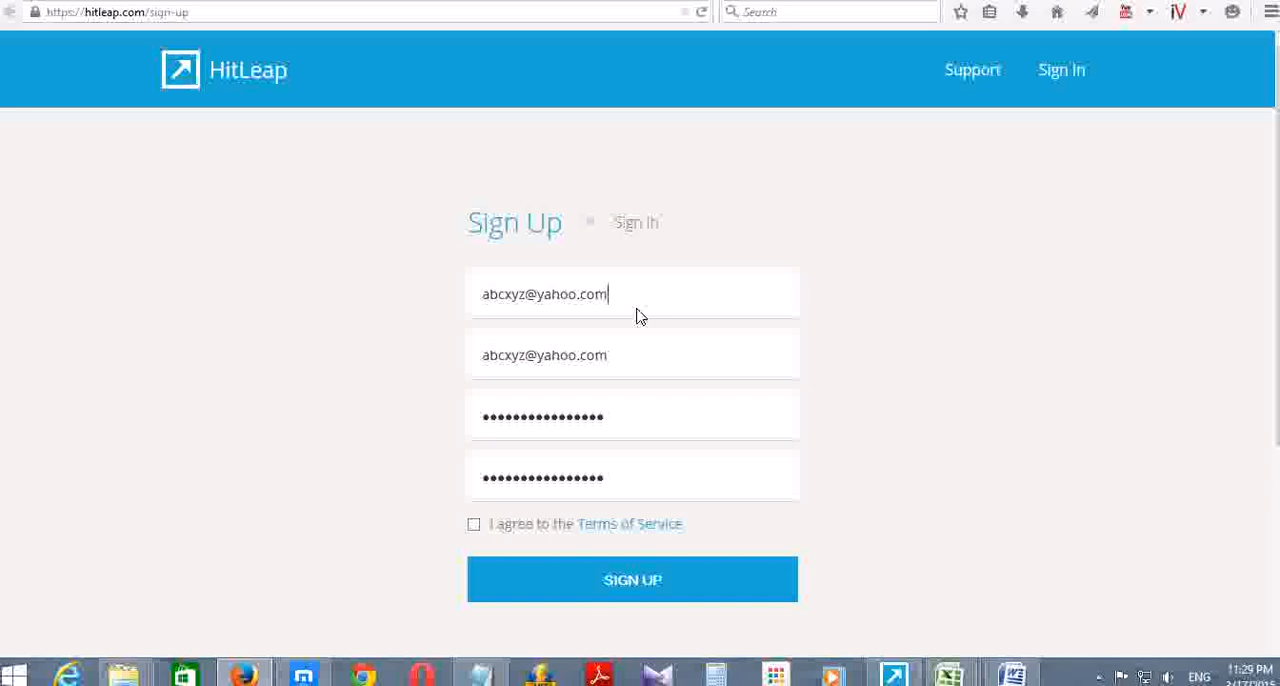 https://hitleap.com/sign-up
Search
HitLeap
Support
Sign In
Sign Up
Sign In
abcxyz@yahoo.com
abcxyz@yahoo.com
••••••••••••••••
••••••••••••••••
I agree to the Terms of Service
SIGN UP
ENG
11:29 PM